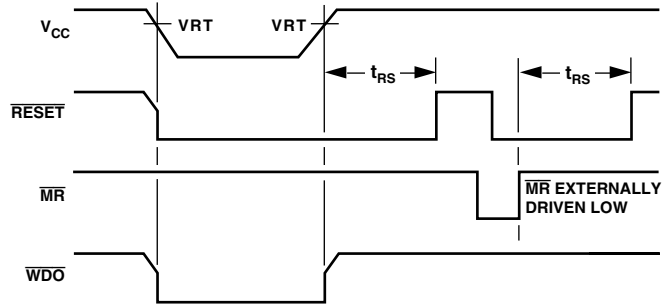 VCC
VRT
VRT
tRS
tRS
RESET
MR
MR EXTERNALLY
DRIVEN LOW
WDO